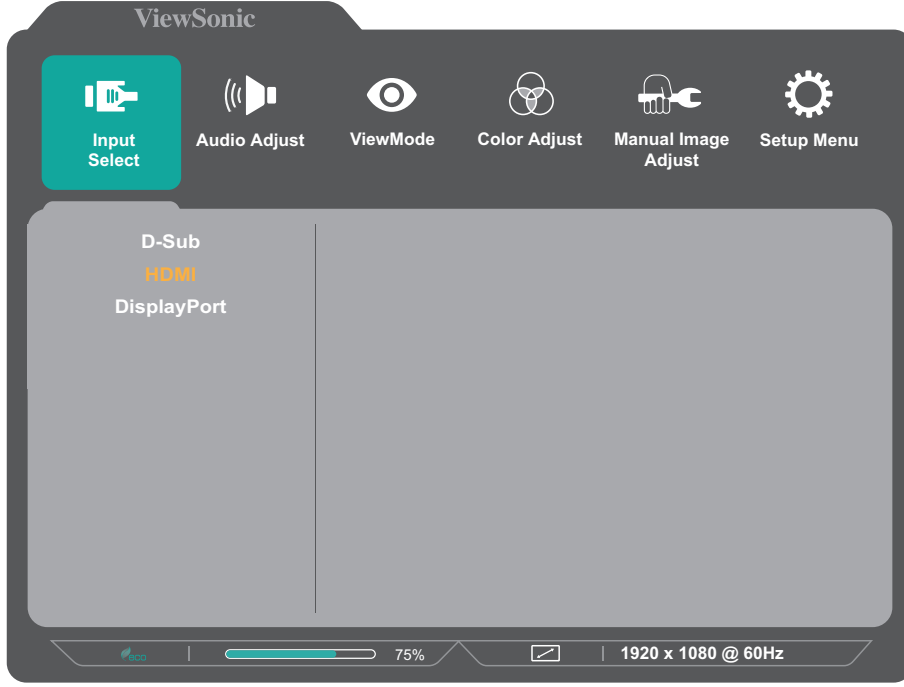 ViewSonic
Input
Select
Audio Adjust
ViewMode
Color Adjust
Manual Image
Adjust
Setup Menu
D-Sub
HDMI
DisplayPort
eco
75%
1920 x 1080 @ 60Hz